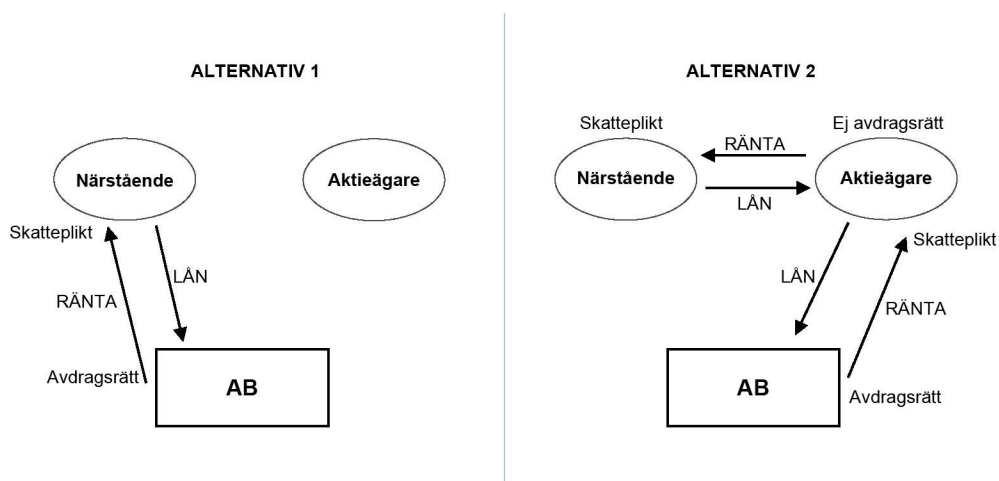 ALTERNATIV 1
Närstående
Aktieägare
Skatteplikt
LÅN
RÄNTA
Avdragsrätt
AB
ALTERNATIV 2
Skatteplikt
Ej avdragsrätt
RÄNTA
Närstående
Aktieägare
LÅN
Skatteplikt
LÅN
RÄNTA
AB
Avdragsrätt